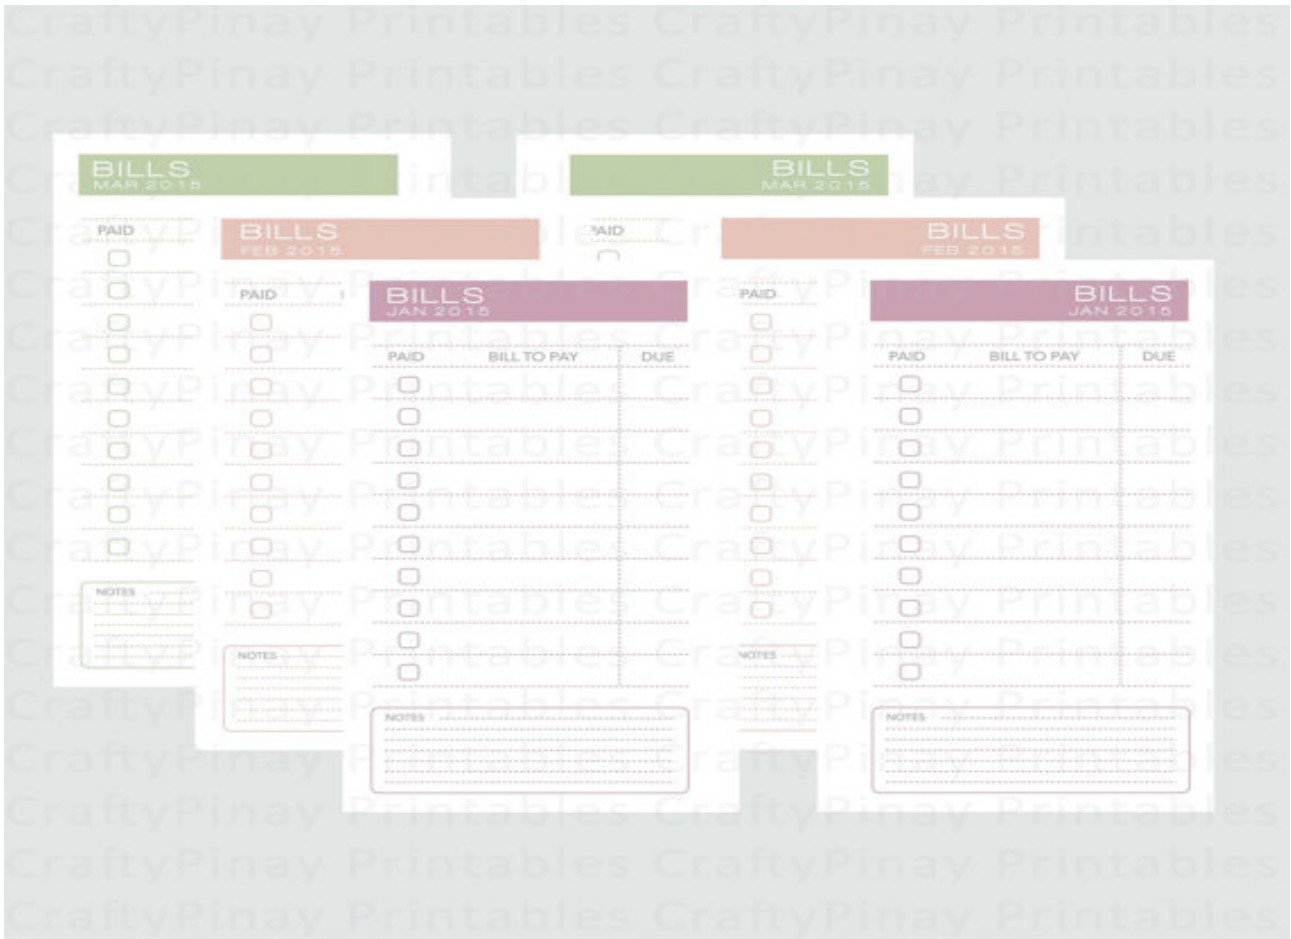 CraftyPinay Printables CraftyPinay Printables
BILLS
MAR 2015
PAID
NOTES
BILLS
FEB 2015
PAID
NOTES
BILLS
JAN 2015
PAID BILL TO PAY DUE
NOTES
BILLS
MAR 2015
PAID
BILLS
FEB 2015
PAID
NOTES
BILLS
JAN 2015
PAID BILL TO PAY DUE
NOTES